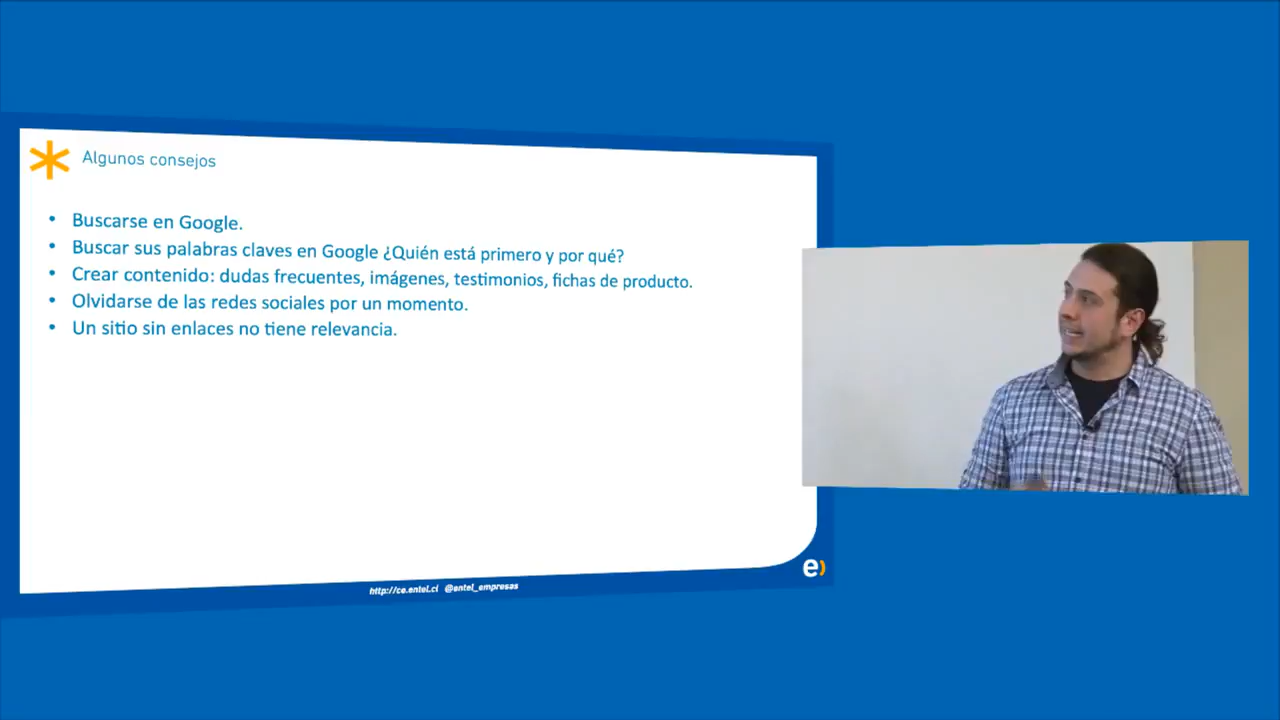 Algunos consejos
• Buscarse en Google.
• Buscar sus palabras claves en Google ¿Quién está primero y por qué?
• Crear contenido: dudas frecuentes, imágenes, testimonios, fichas de producto.
• Olvidarse de las redes sociales por un momento.
• Un sitio sin enlaces no tiene relevancia.
e)
http://ce.entel.cl @entel_empresas